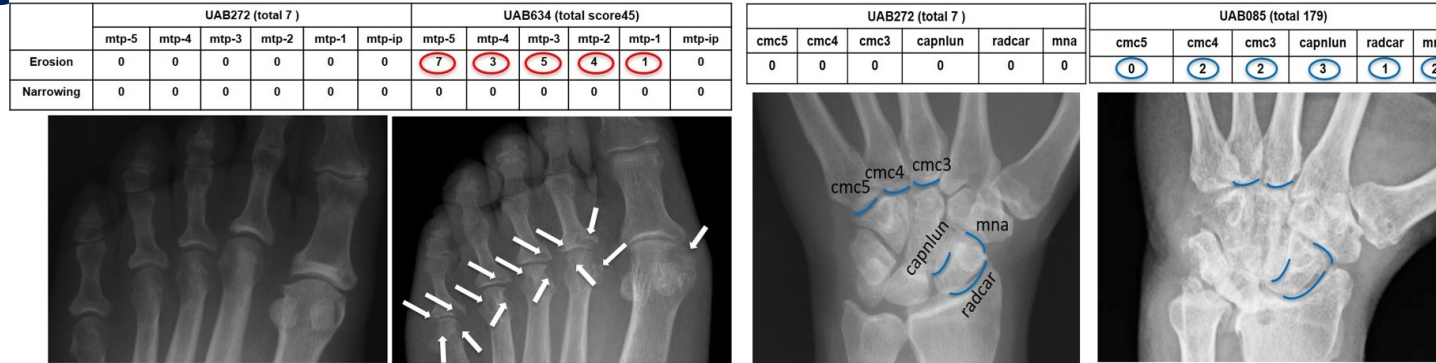 UAB272 (total 7 ) UAB634 (total score45)
mtp-5 mtp-4 mtp-3 mtp-2 mtp-1 mtp-ip mtp-5 mtp-4 mtp-3 mtp-2 mtp-1 mtp-ip
Erosion 0 0 0 0 0 0 7 3 5 4 1 0
Narrowing 0 0 0 0 0 0 0 0 0 0 0 0
UAB272 (total 7 )
cmc5 cmc4 cmc3 capnlun radcar mna
0 0 0 0 0 0
UAB085 (total 179)
cmc5 cmc4 cmc3 capnlun radcar
0 2 2 3 1 2
cmc5 cmc4 cmc3
capnlun mna
radcar